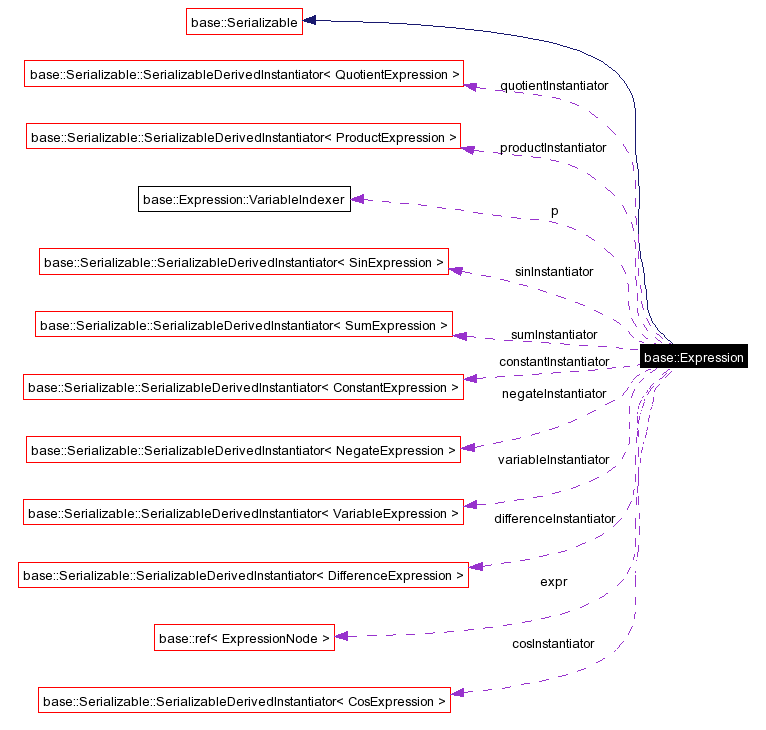 base::Serializable
base::Serializable::SerializableDerivedInstantiator< QuotientExpression >
quotientInstantiator
base::Serializable::SerializableDerivedInstantiator< ProductExpression >
productInstantiator
base::Expression::VariableIndexer
p
base::Serializable::SerializableDerivedInstantiator< SinExpression >
sinInstantiator
base::Serializable::SerializableDerivedInstantiator< SumExpression >
sumInstantiator
base::Expression
constantInstantiator
base::Serializable::SerializableDerivedInstantiator< ConstantExpression >
negateInstantiator
base::Serializable::SerializableDerivedInstantiator< NegateExpression >
variableInstantiator
base::Serializable::SerializableDerivedInstantiator< VariableExpression >
differenceInstantiator
base::Serializable::SerializableDerivedInstantiator< DifferenceExpression >
expr
base::ref< ExpressionNode >
cosInstantiator
base::Serializable::SerializableDerivedInstantiator< CosExpression >